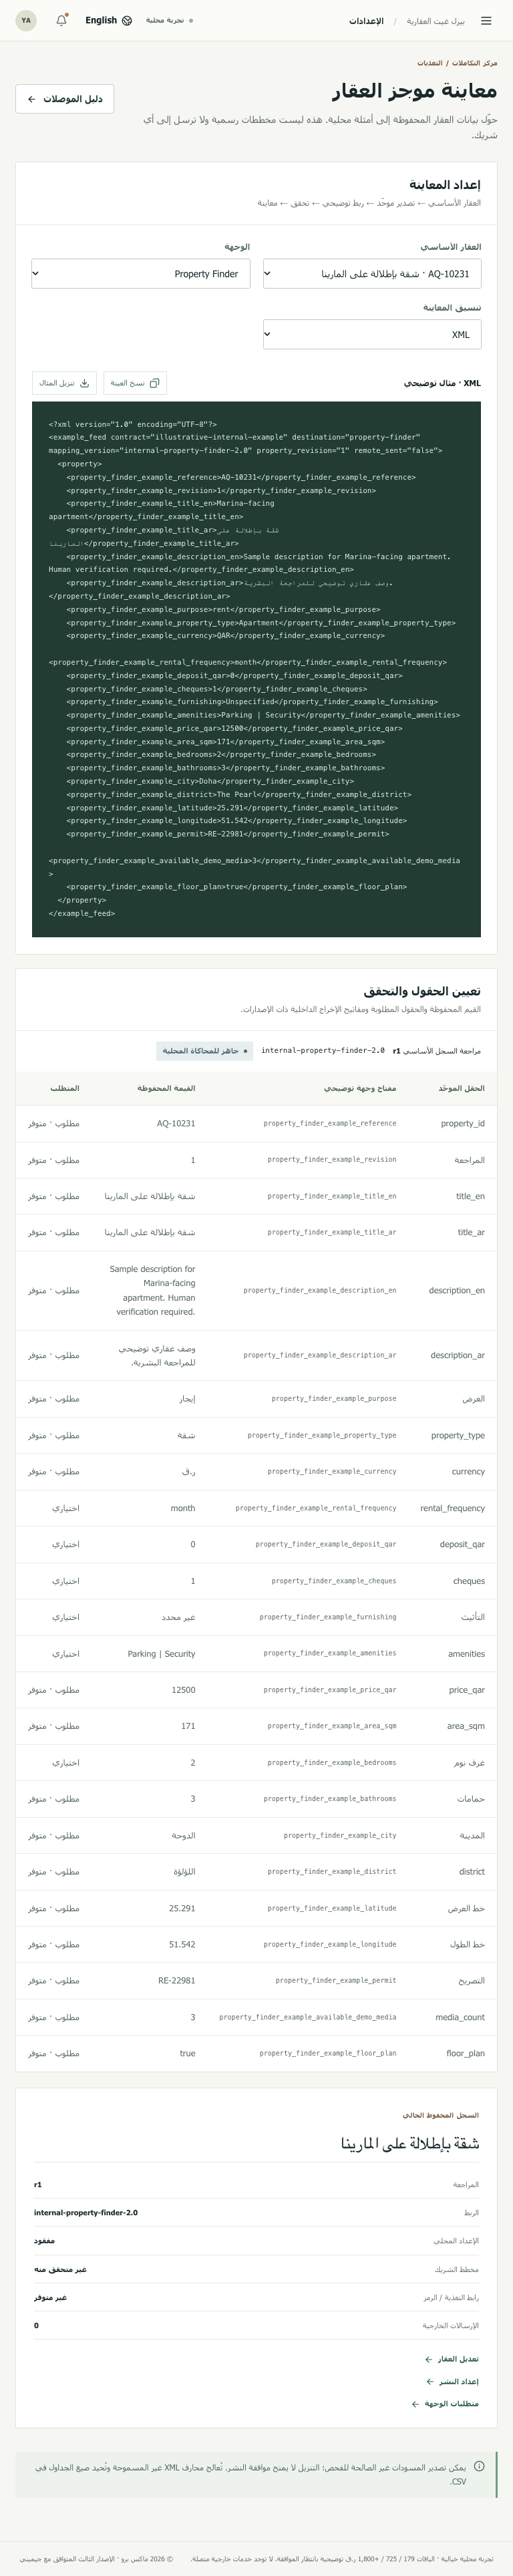 بيرل غيت العقارية / الإعدادات
تجربة محلية
English
YA
مركز التكاملات / التغذيات
معاينة موجز العقار
حوّل بيانات العقار المحفوظة إلى أمثلة محلية. هذه ليست مخططات رسمية ولا ترسل إلى أي شريك.
دليل الموصلات ←
إعداد المعاينة
العقار الأساسي ← تصدير موحّد ← ربط توضيحي ← تحقق ← معاينة
العقار الأساسي
AQ-10231 · شقة بإطلالة على المارينا
الوجهة
Property Finder
تنسيق المعاينة
XML
XML · مثال توضيحي
نسخ العينة
تنزيل المثال
<?xml version="1.0" encoding="UTF-8"?>
<example_feed contract="illustrative-internal-example" destination="property-finder"
mapping_version="internal-property-finder-2.0" property_revision="1" remote_sent="false">
<property>
<property_finder_example_reference>AQ-10231</property_finder_example_reference>
<property_finder_example_revision>1</property_finder_example_revision>
<property_finder_example_title_en>Marina-facing
apartment</property_finder_example_title_en>
<property_finder_example_title_ar>شقة بإطلالة على
المارينا</property_finder_example_title_ar>
<property_finder_example_description_en>Sample description for Marina-facing apartment.
Human verification required.</property_finder_example_description_en>
<property_finder_example_description_ar>وصف عقاري توضيحي للمراجعة البشرية.
</property_finder_example_description_ar>
<property_finder_example_purpose>rent</property_finder_example_purpose>
<property_finder_example_property_type>Apartment</property_finder_example_property_type>
<property_finder_example_currency>QAR</property_finder_example_currency>
<property_finder_example_rental_frequency>month</property_finder_example_rental_frequency>
<property_finder_example_deposit_qar>0</property_finder_example_deposit_qar>
<property_finder_example_cheques>1</property_finder_example_cheques>
<property_finder_example_furnishing>Unspecified</property_finder_example_furnishing>
<property_finder_example_amenities>Parking | Security</property_finder_example_amenities>
<property_finder_example_price_qar>12500</property_finder_example_price_qar>
<property_finder_example_area_sqm>171</property_finder_example_area_sqm>
<property_finder_example_bedrooms>2</property_finder_example_bedrooms>
<property_finder_example_bathrooms>3</property_finder_example_bathrooms>
<property_finder_example_city>Doha</property_finder_example_city>
<property_finder_example_district>The Pearl</property_finder_example_district>
<property_finder_example_latitude>25.291</property_finder_example_latitude>
<property_finder_example_longitude>51.542</property_finder_example_longitude>
<property_finder_example_permit>RE-22981</property_finder_example_permit>
<property_finder_example_available_demo_media>3</property_finder_example_available_demo_media
>
<property_finder_example_floor_plan>true</property_finder_example_floor_plan>
</property>
</example_feed>
تعيين الحقول والتحقق
القيم المحفوظة والحقول المطلوبة ومفاتيح الإخراج الداخلية ذات الإصدارات.
مراجعة السجل الأساسي r1 internal-property-finder-2.0 جاهز للمحاكاة المحلية
الحقل الموحّد مفتاح وجهة توضيحي القيمة المحفوظة المتطلب
property_id property_finder_example_reference AQ-10231 مطلوب · متوفر
المراجعة property_finder_example_revision 1 مطلوب · متوفر
title_en property_finder_example_title_en شقة بإطلالة على المارينا مطلوب · متوفر
title_ar property_finder_example_title_ar شقة بإطلالة على المارينا مطلوب · متوفر
description_en property_finder_example_description_en Sample description for Marina-facing apartment. Human verification required. مطلوب · متوفر
description_ar property_finder_example_description_ar وصف عقاري توضيحي للمراجعة البشرية. مطلوب · متوفر
الغرض property_finder_example_purpose إيجار مطلوب · متوفر
property_type property_finder_example_property_type شقة مطلوب · متوفر
currency property_finder_example_currency ر.ق مطلوب · متوفر
rental_frequency property_finder_example_rental_frequency month اختياري
deposit_qar property_finder_example_deposit_qar 0 اختياري
cheques property_finder_example_cheques 1 اختياري
التأثيث property_finder_example_furnishing غير محدد اختياري
amenities property_finder_example_amenities Parking | Security اختياري
price_qar property_finder_example_price_qar 12500 مطلوب · متوفر
area_sqm property_finder_example_area_sqm 171 مطلوب · متوفر
غرف نوم property_finder_example_bedrooms 2 اختياري
حمامات property_finder_example_bathrooms 3 مطلوب · متوفر
المدينة property_finder_example_city الدوحة مطلوب · متوفر
district property_finder_example_district اللؤلؤة مطلوب · متوفر
خط العرض property_finder_example_latitude 25.291 مطلوب · متوفر
خط الطول property_finder_example_longitude 51.542 مطلوب · متوفر
التصريح property_finder_example_permit RE-22981 مطلوب · متوفر
media_count property_finder_example_available_demo_media 3 مطلوب · متوفر
floor_plan property_finder_example_floor_plan true مطلوب · متوفر
السجل المحفوظ الحالي
شقة بإطلالة على المارينا
المراجعة r1
الربط internal-property-finder-2.0
الإعداد المحلي مفقود
مخطط الشريك غير متحقق منه
رابط التغذية / الرمز غير متوفر
الإرسالات الخارجية 0
تعديل العقار ←
إعداد النشر ←
متطلبات الوجهة ←
يمكن تصدير المسودات غير الصالحة للفحص؛ التنزيل لا يمنح موافقة النشر. تُعالج محارف XML غير المسموحة وتُحيد صيغ الجداول في CSV.
تجربة محلية خيالية · الباقات 179 / 725 / +1,800 ر.ق توضيحية بانتظار الموافقة. لا توجد خدمات خارجية متصلة.
© 2026 ماكس برو · الإصدار الثالث المتوافق مع جيميني